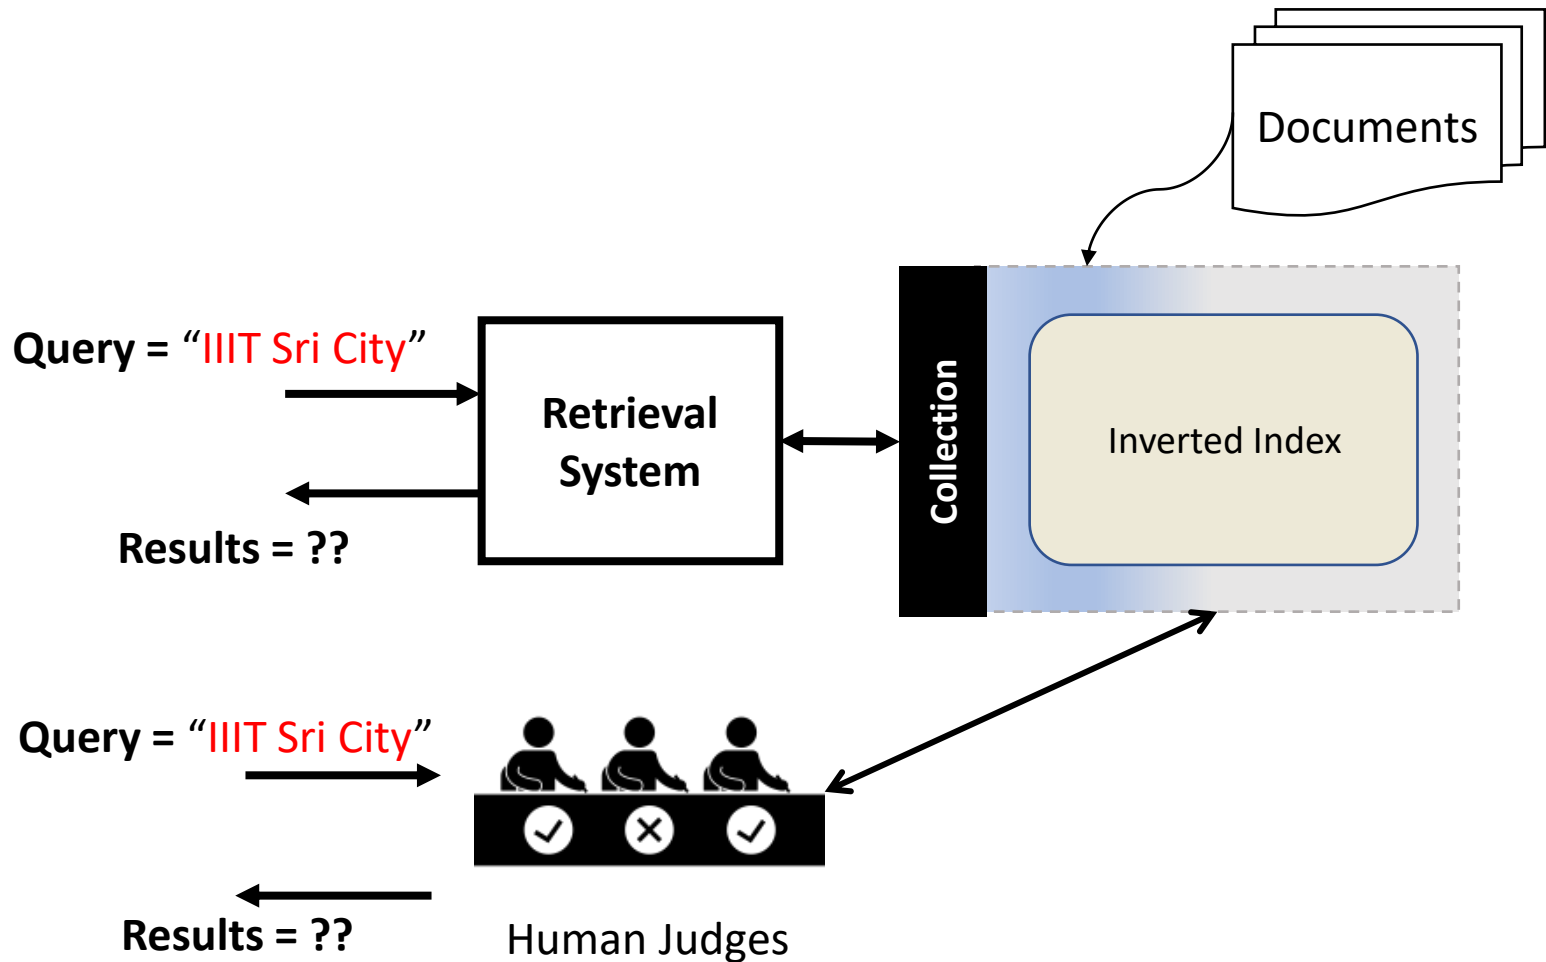 Documents
Query = “IIIT Sri City”
Retrieval
System
Collection
Inverted Index
Results = ??
Query = “IIIT Sri City”
Results = ??
Human Judges